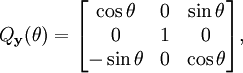 Q_y(θ) = [ cos θ 0 sin θ
0 1 0
− sin θ 0 cos θ ],